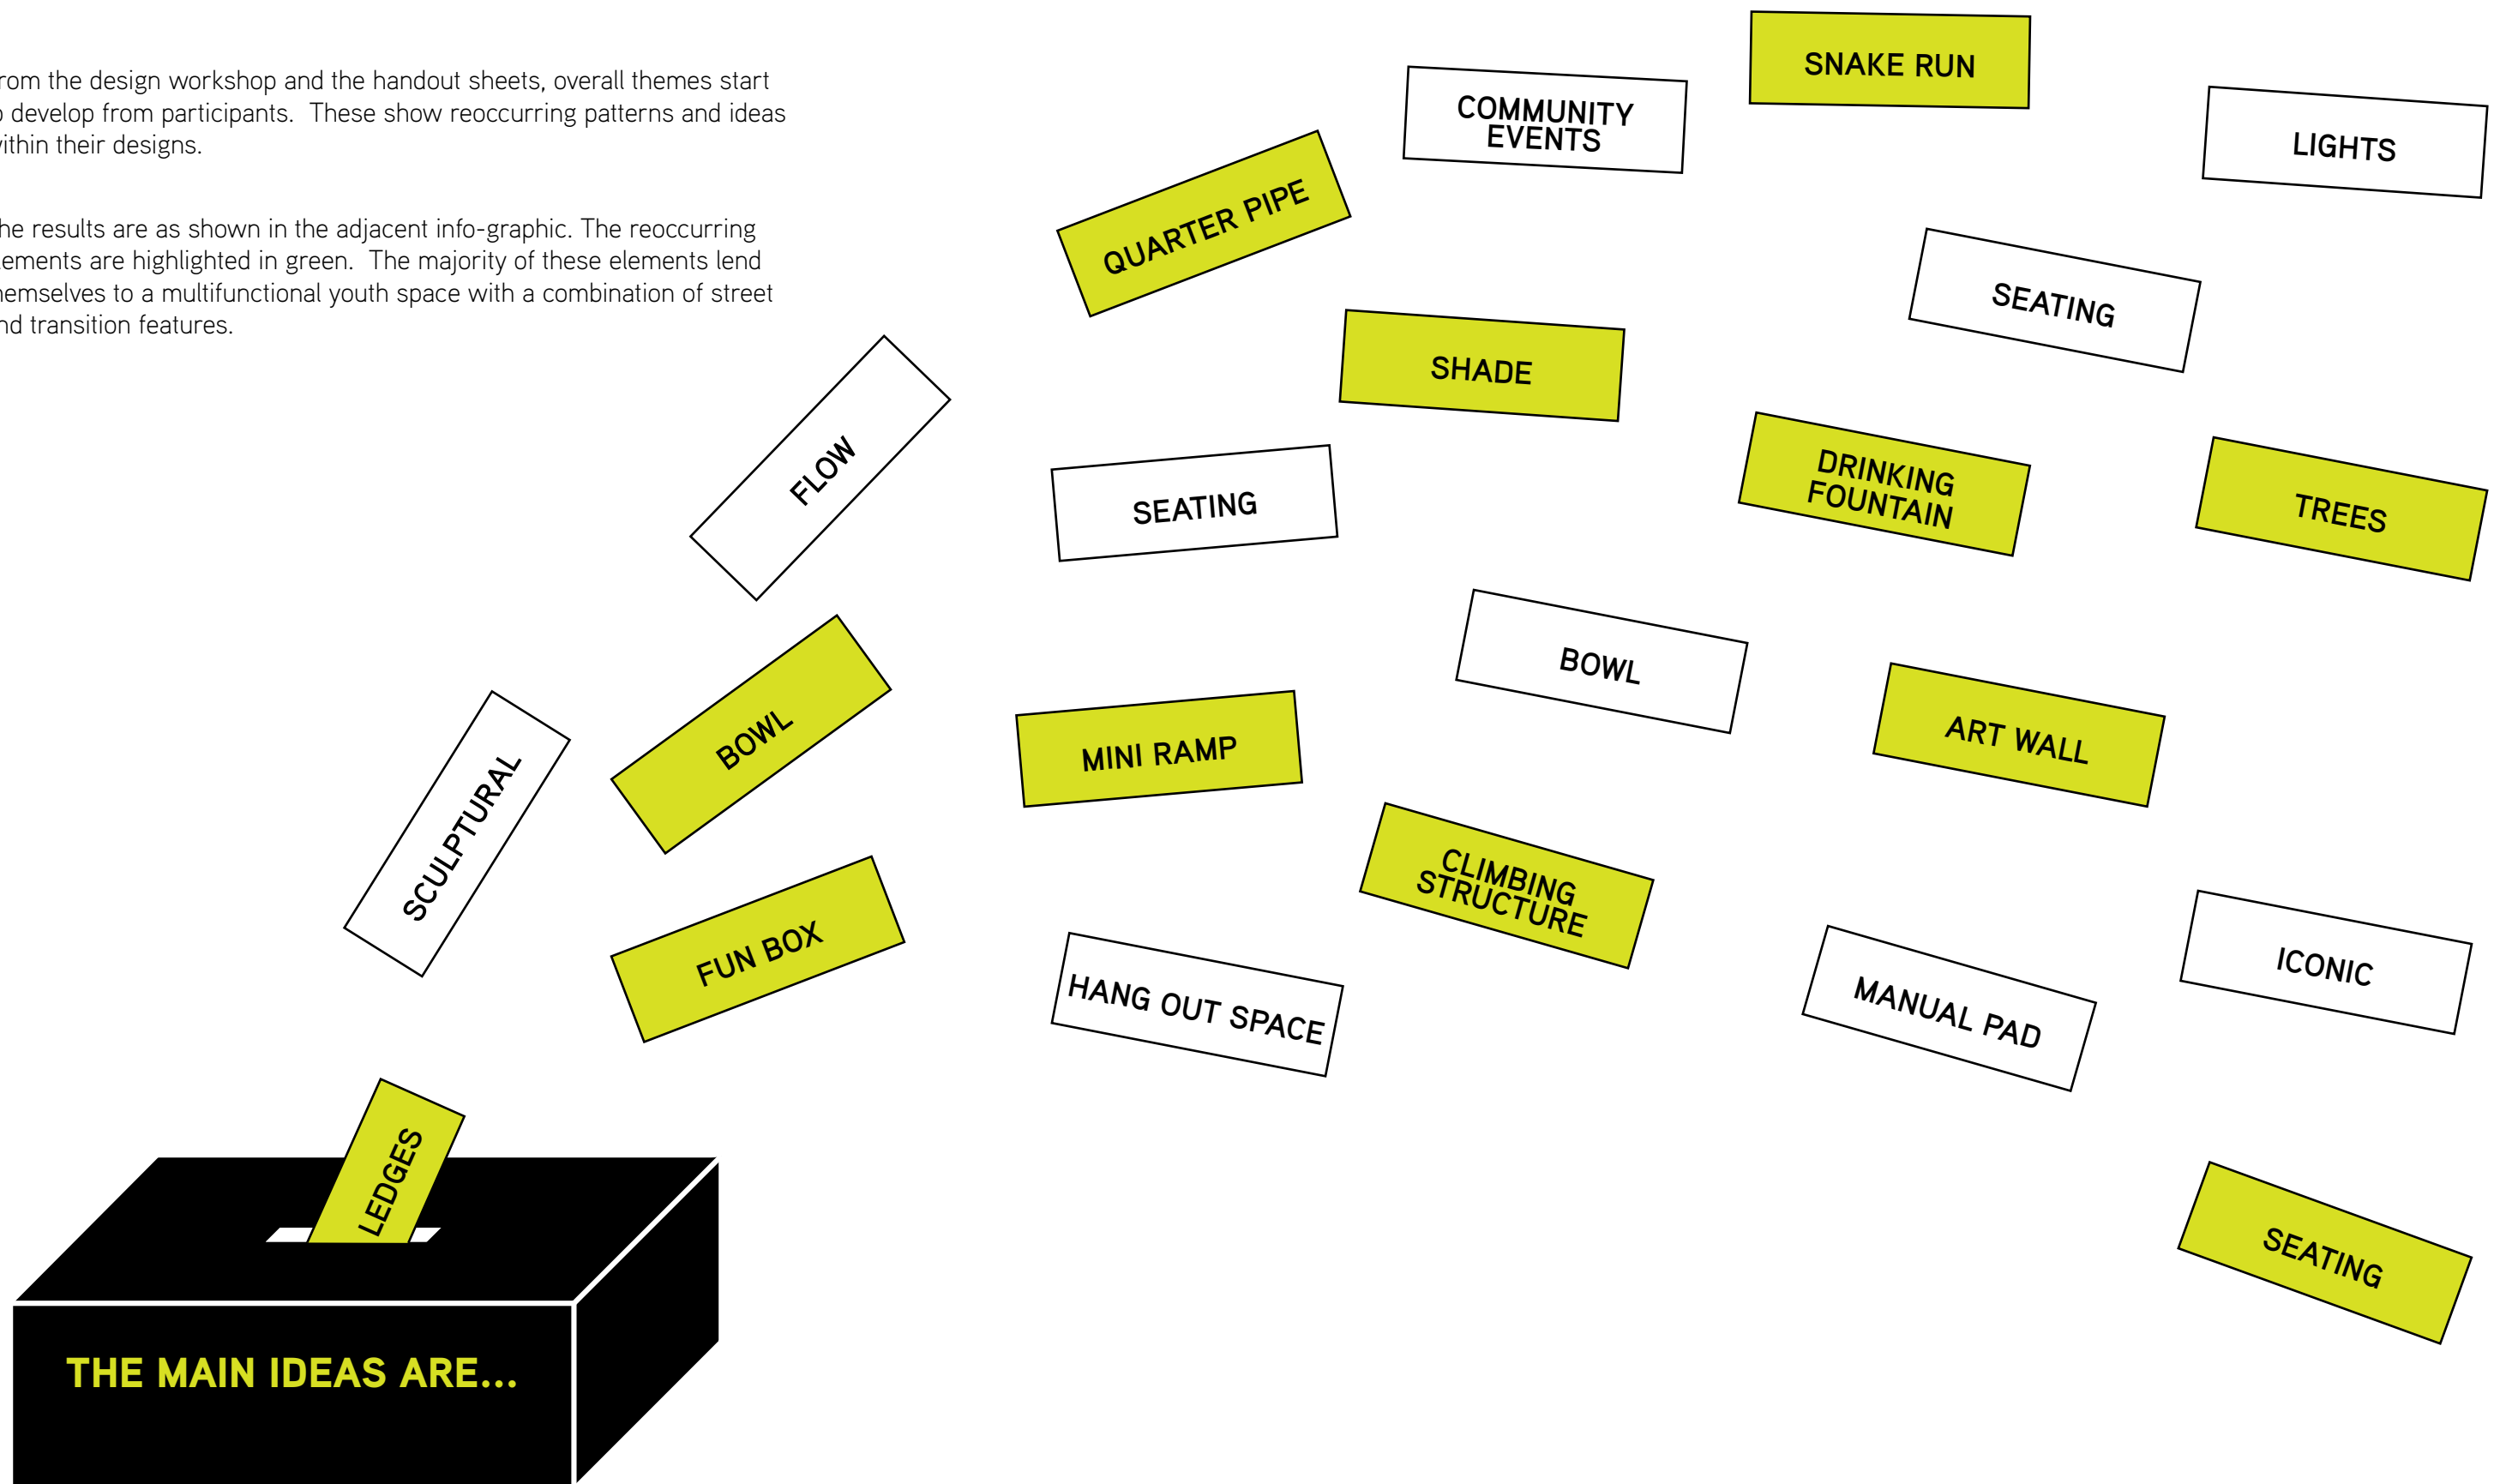 rom the design workshop and the handout sheets, overall themes start
o develop from participants.  These show reoccurring patterns and ideas
within their designs.
he results are as shown in the adjacent info-graphic. The reoccurring
lements are highlighted in green.  The majority of these elements lend
hemselves to a multifunctional youth space with a combination of street
nd transition features.
SNAKE RUN
COMMUNITY
EVENTS
LIGHTS
QUARTER PIPE
SEATING
SHADE
FLOW
SEATING
DRINKING
FOUNTAIN
TREES
BOWL
BOWL
MINI RAMP
ART WALL
SCULPTURAL
CLIMBING
STRUCTURE
FUN BOX
HANG OUT SPACE
MANUAL PAD
ICONIC
LEDGES
SEATING
THE MAIN IDEAS ARE...